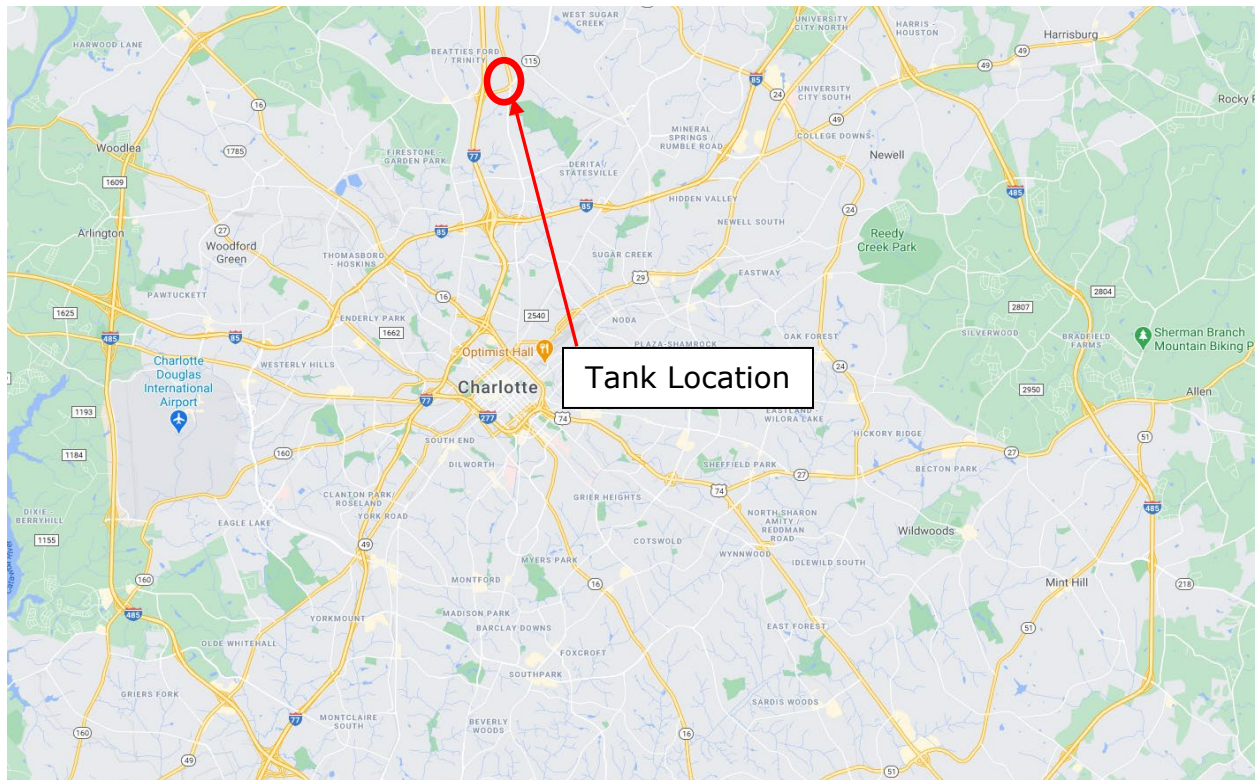 WEST SUGAR
CREEK
UNIVERSITY
CITY NORTH
HARRIS -
HOUSTON
Harrisburg
HARWOOD LANE
BEATTIES FORD
/ TRINITY
115
49
49
85
24
UNIVERSITY
CITY SOUTH
Rocky R
16
49
Woodlea
1785
FIRESTONE -
GARDEN PARK
77
MINERAL
SPRINGS /
RUMBLE ROAD
COLLEGE DOWNS
Newell
DERITA /
STATESVILLE
1609
485
HIDDEN VALLEY
85
24
NEWELL SOUTH
Arlington
27
Woodford
Green
85
Reedy
Creek Park
THOMASBORO
- HOSKINS
SUGAR CREEK
EASTWAY
29
PAWTUCKETT
16
2804
1625
2540
NODA
2807
ENDERLY PARK
1662
485
85
PLAZA-SHAMROCK
OAK FOREST
SILVERWOOD
BRADFIELD
FARMS
Sherman Branch
Mountain Biking P
Optimist Hall
Charlotte
Douglas
International
Airport
WESTERLY HILLS
24
Tank Location
Charlotte
77
2950
Allen
1193
277
74
EASTLAND -
WILORA LAKE
HICKORY RIDGE
51
SOUTH END
1184
160
27
DILWORTH
SHEFFIELD PARK
27
BECTON PARK
74
CLANTON PARK/
ROSELAND
GRIER HEIGHTS
DIXIE -
BERRYHILL
YORK ROAD
NORTH SHARON
AMITY /
REDDMAN
ROAD
485
EAGLE LAKE
Wildwoods
1155
49
COTSWOLD
WYNNWOOD
IDLEWILD SOUTH
MYERS PARK
160
MONTFORD
16
Mint Hill
218
485
YORKMOUNT
MADISON PARK
BARCLAY DOWNS
EAST FOREST
51
OLDE WHITEHALL
FOXCROFT
SOUTHPARK
GRIERS FORK
SARDIS WOODS
77
MONTCLAIRE
SOUTH
BEVERLY
WOODS
160
16
49
51